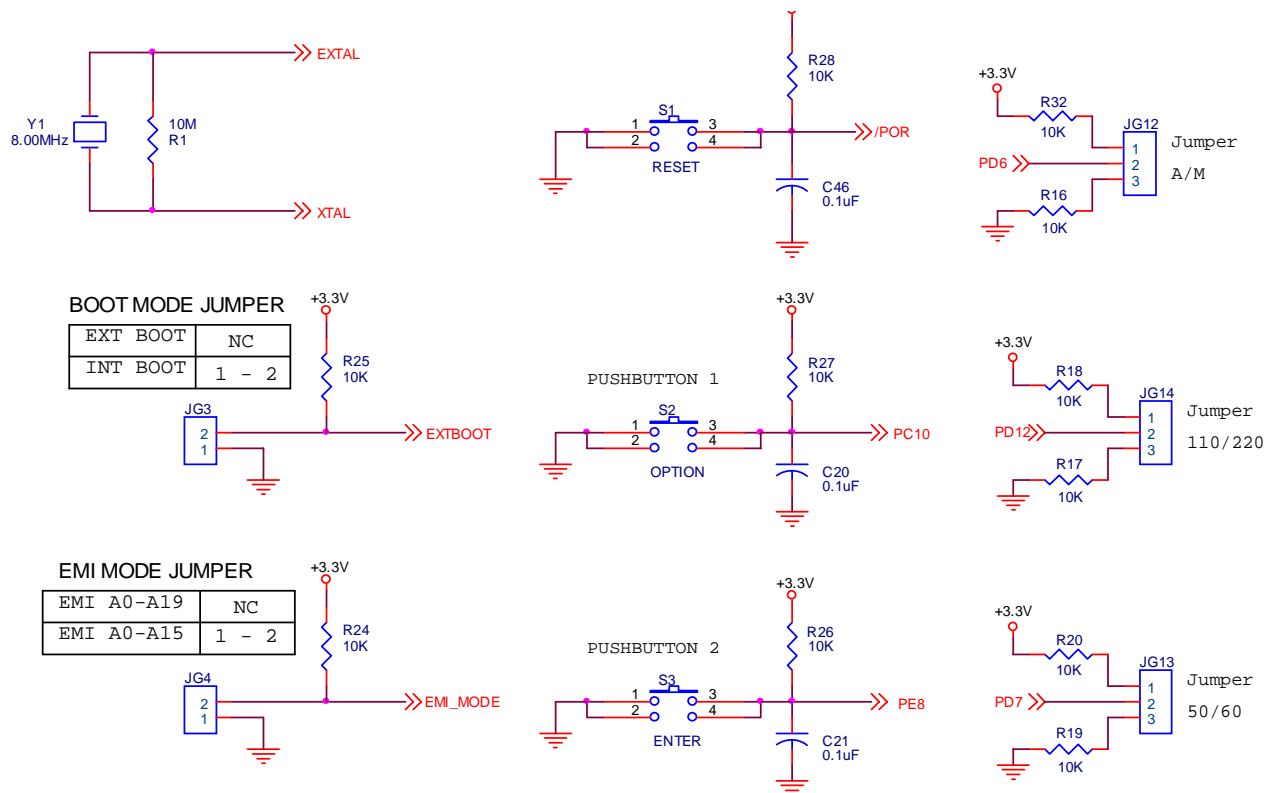 EXTAL
Y1
8.00MHz
10M
R1
XTAL
R28
10K
S1
1
2
3
4
RESET
/POR
C46
0.1uF
+3.3V
R32
10K
JG12
1
2
3
PD6
R16
10K
Jumper
A/M
BOOT MODE JUMPER
EXT BOOT NC
INT BOOT 1 - 2
+3.3V
R25
10K
JG3
2
1
EXTBOOT
PUSHBUTTON 1
+3.3V
R27
10K
S2
1
2
3
4
OPTION
PC10
C20
0.1uF
+3.3V
R18
10K
JG14
1
2
3
PD12
R17
10K
Jumper
110/220
EMI MODE JUMPER
EMI A0-A19 NC
EMI A0-A15 1 - 2
+3.3V
R24
10K
JG4
2
1
EMI_MODE
PUSHBUTTON 2
+3.3V
R26
10K
S3
1
2
3
4
ENTER
PE8
C21
0.1uF
+3.3V
R20
10K
JG13
1
2
3
PD7
R19
10K
Jumper
50/60